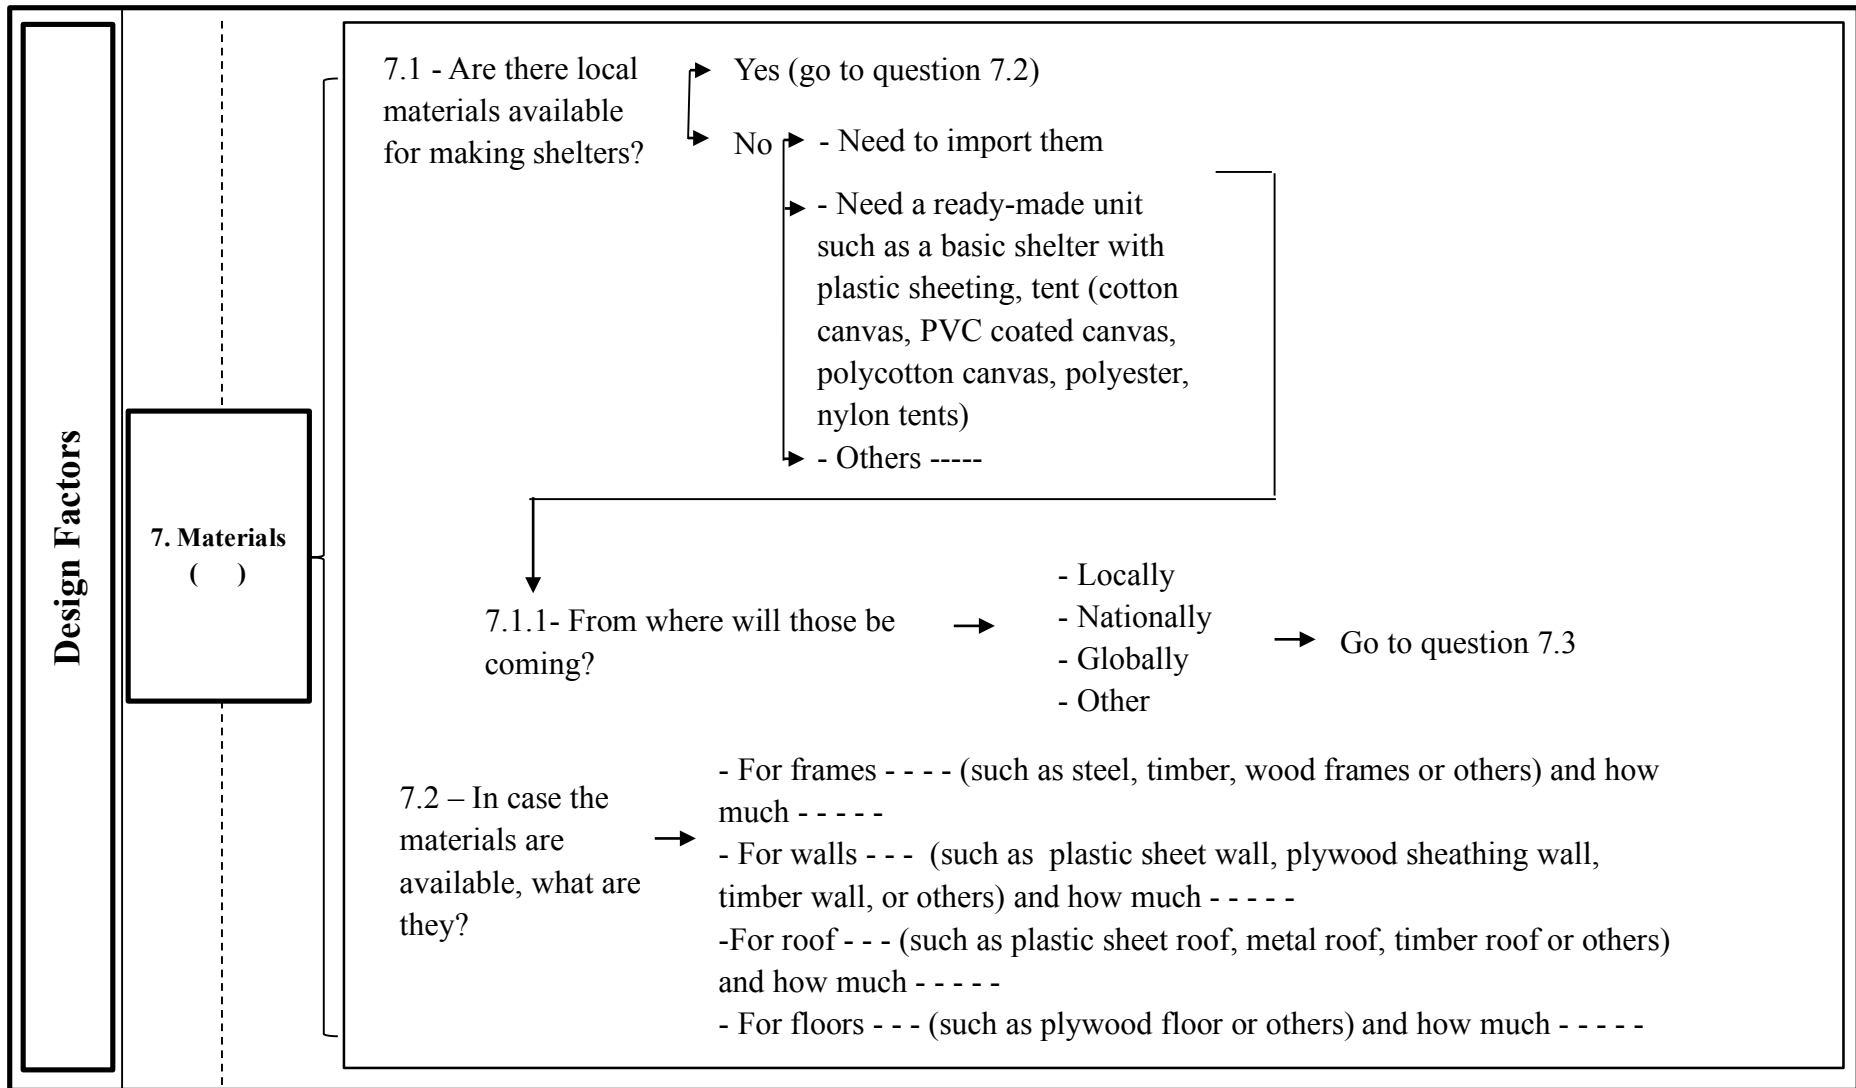 Design Factors
7. Materials
( )
7.1 - Are there local
materials available
for making shelters?
Yes (go to question 7.2)
No
- Need to import them
- Need a ready-made unit
such as a basic shelter with
plastic sheeting, tent (cotton
canvas, PVC coated canvas,
polycotton canvas, polyester,
nylon tents)
- Others -----
7.1.1- From where will those be
coming?
- Locally
- Nationally
- Globally
- Other
Go to question 7.3
7.2 – In case the
materials are
available, what are
they?
- For frames - - - - (such as steel, timber, wood frames or others) and how
much - - - - -
- For walls - - - (such as plastic sheet wall, plywood sheathing wall,
timber wall, or others) and how much - - - - -
-For roof - - - (such as plastic sheet roof, metal roof, timber roof or others)
and how much - - - - -
- For floors - - - (such as plywood floor or others) and how much - - - - -